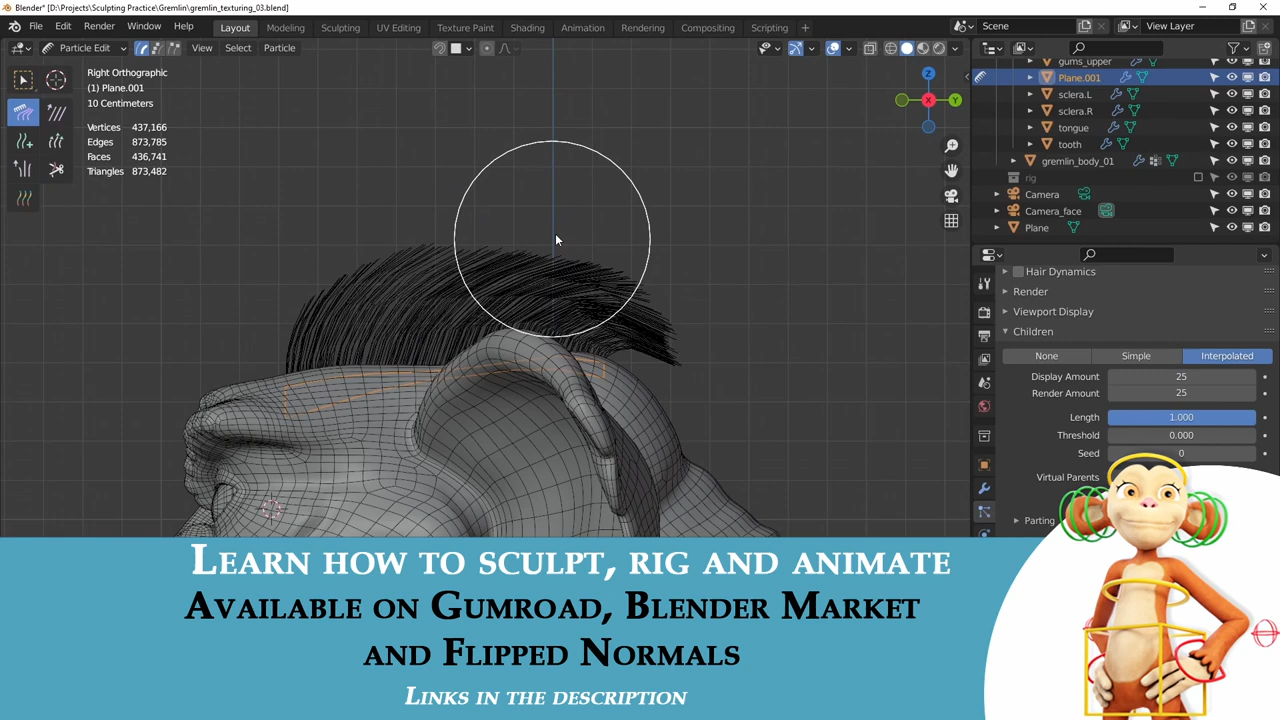 Blender* [D:\Projects\Sculpting Practice\Gremlin\gremlin_texturing_03.blend]
File Edit Render Window Help Layout Modeling Sculpting UV Editing Texture Paint Shading Animation Rendering Compositing Scripting + Scene View Layer
Particle Edit View Select Particle
Right Orthographic
(1) Plane.001
10 Centimeters
Vertices 437,166
Edges 873,785
Faces 436,741
Triangles 873,482
Z
X
Y
gums_upper
Plane.001
sclera.L
sclera.R
tongue
tooth
gremlin_body_01
rig
Camera
Camera_face
Plane
Hair Dynamics
Render
Viewport Display
Children
None Simple Interpolated
Display Amount 25
Render Amount 25
Length 1.000
Threshold 0.000
Seed 0
Virtual Parents
Parting
Learn how to sculpt, rig and animate
Available on Gumroad, Blender Market
and Flipped Normals
Links in the description